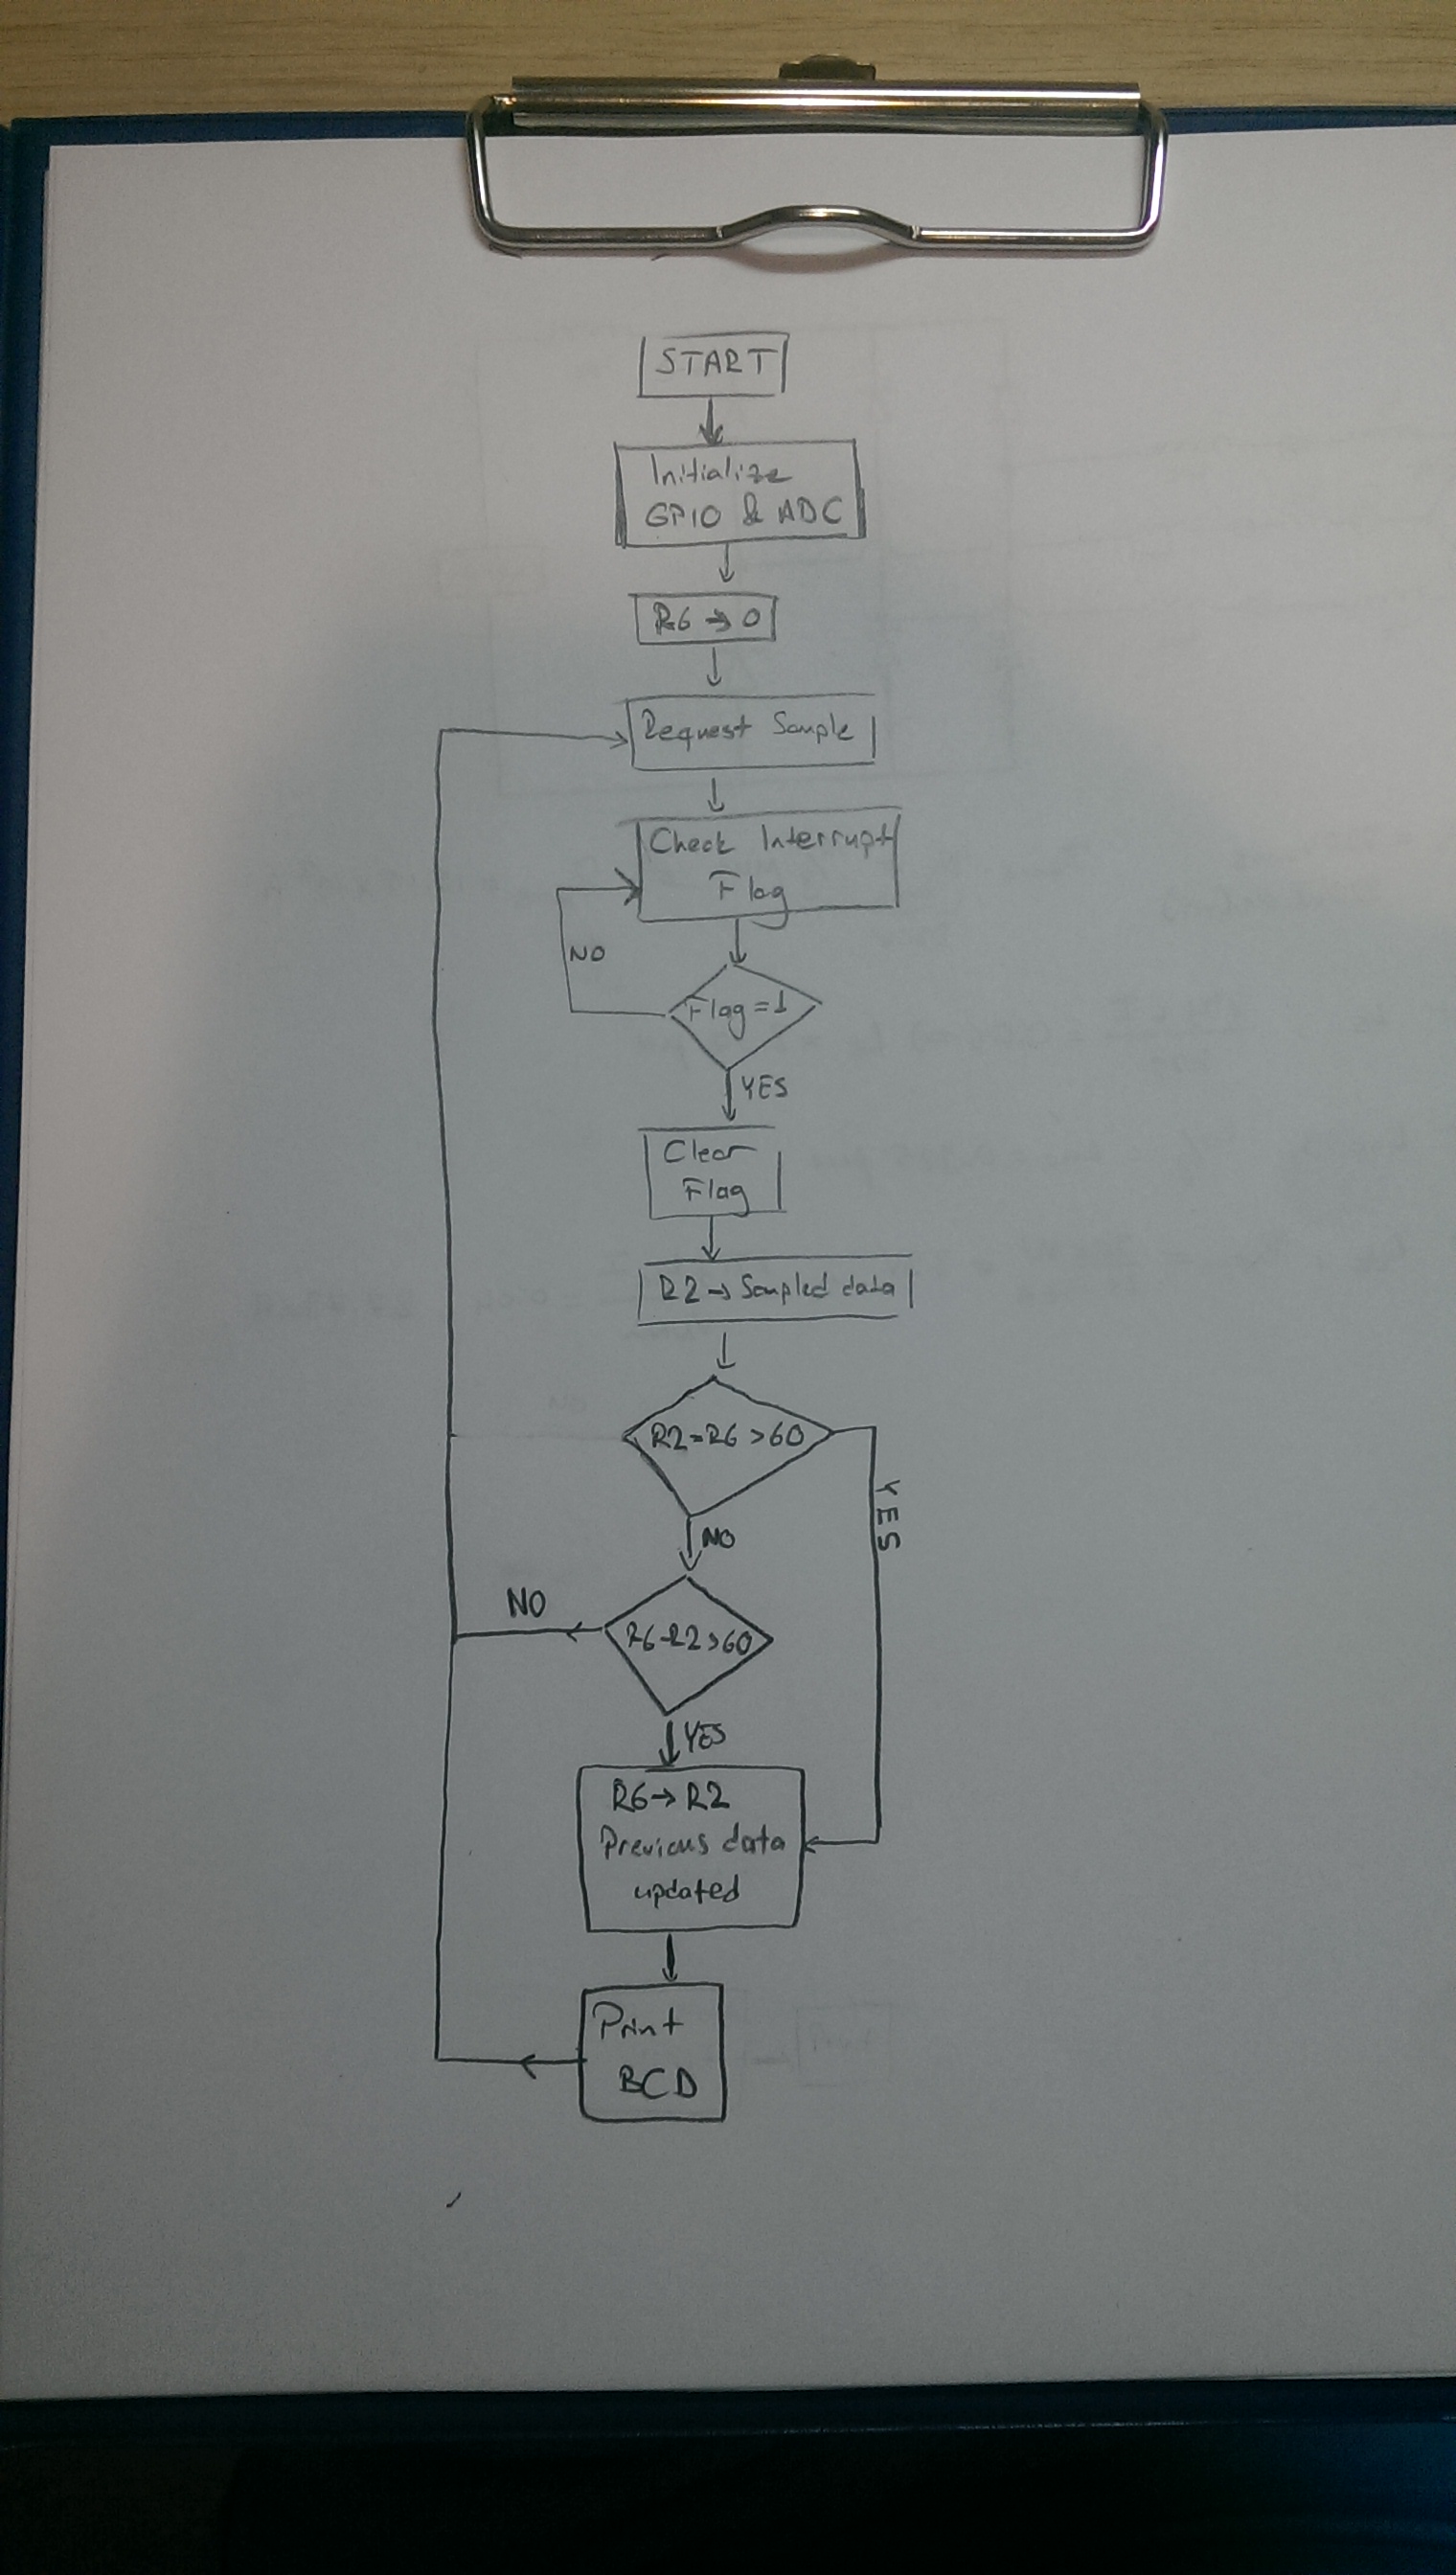 START
Initialize
GPIO & ADC
R6 → 0
Request Sample
Check Interrupt
Flag
NO
Flag = 1
YES
Clear
Flag
R2 → Sampled data
R2=R6 >60
YES
NO
NO
R6-R2>60
YES
R6→ R2
Previous data
updated
Print
BCD